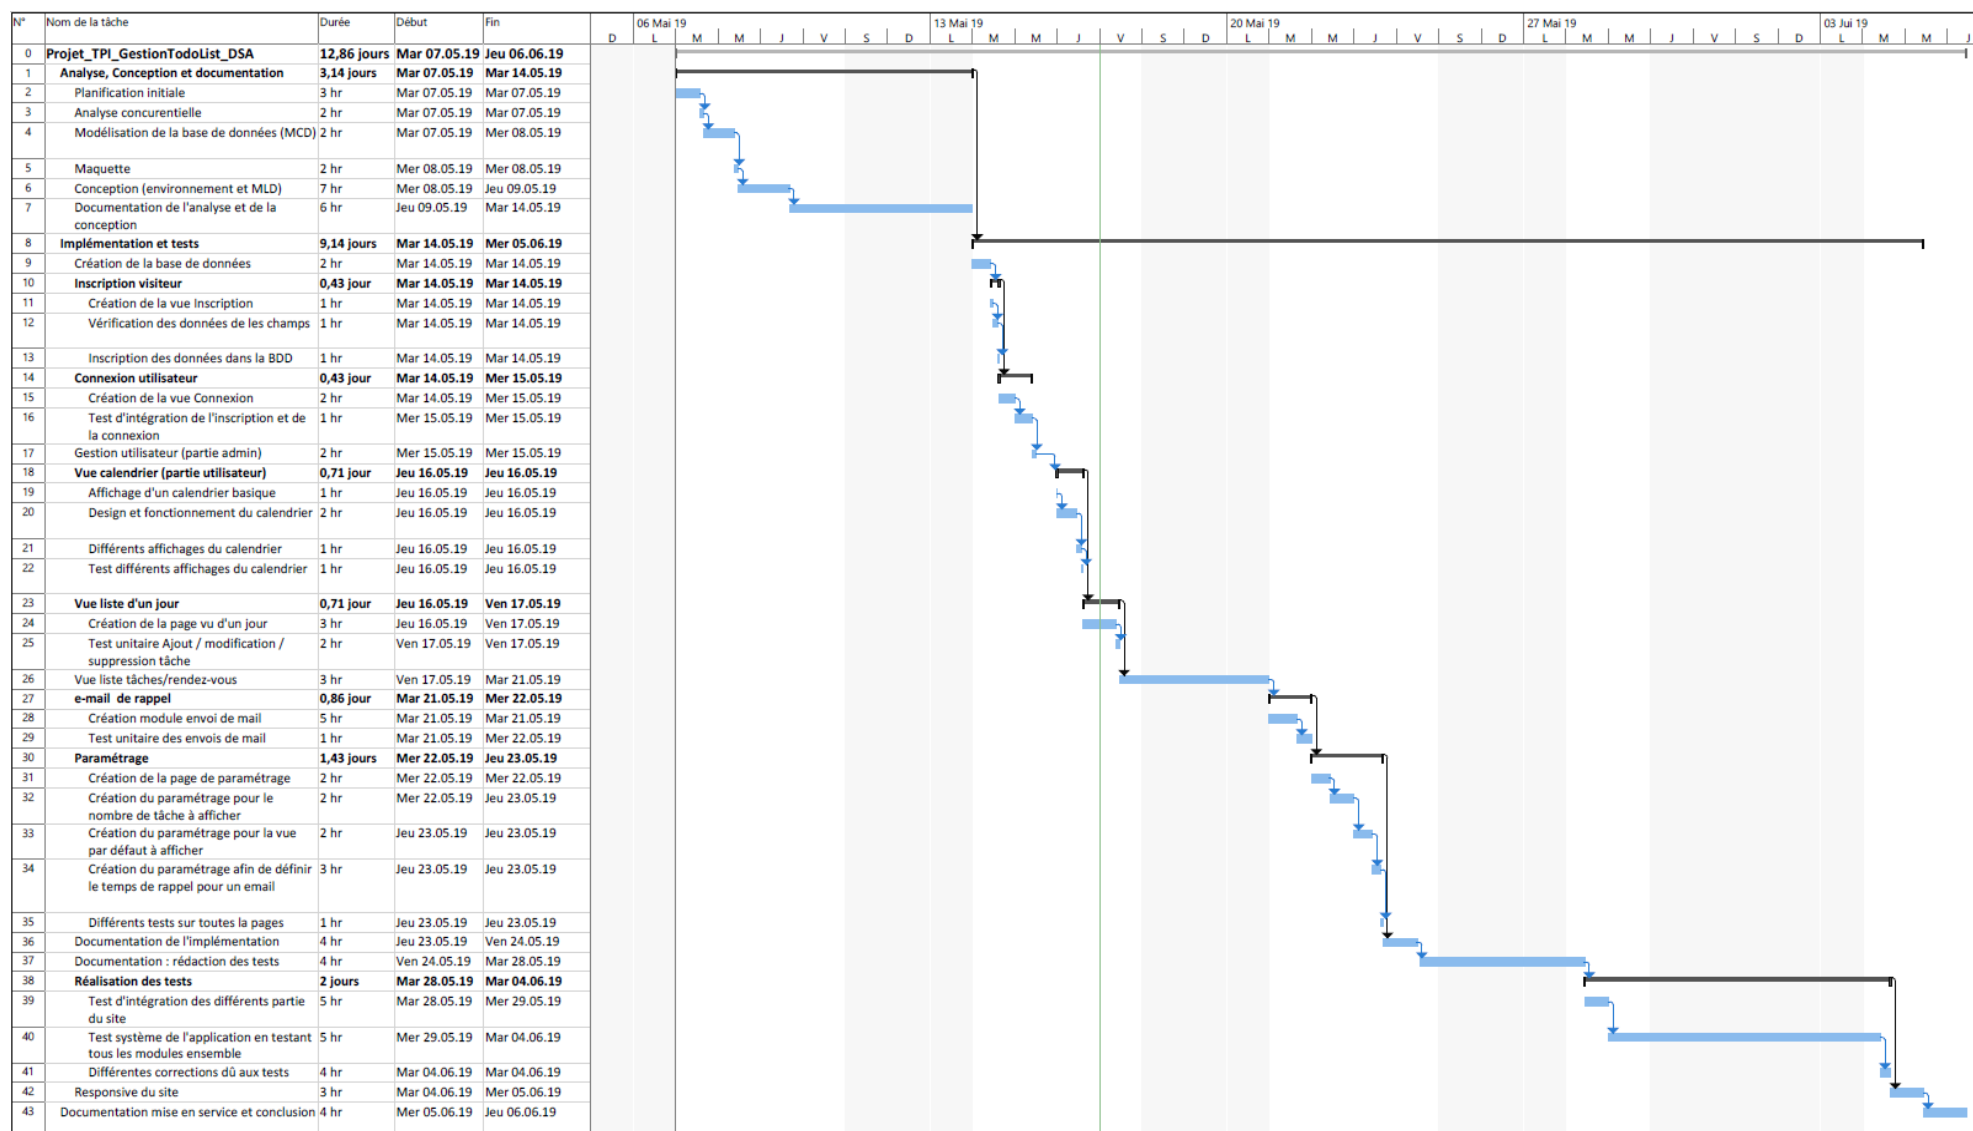 N° Nom de la tâche Durée Début Fin 06 Mai 19 13 Mai 19 20 Mai 19 27 Mai 19 03 Jui 19
D L M M J V S D L M M J V S D L M M J V S D L M M J V S D L M M J
0 Projet_TPI_GestionTodoList_DSA 12,86 jours Mar 07.05.19 Jeu 06.06.19
1 Analyse, Conception et documentation 3,14 jours Mar 07.05.19 Mar 14.05.19
2 Planification initiale 3 hr Mar 07.05.19 Mar 07.05.19
3 Analyse concurentielle 2 hr Mar 07.05.19 Mar 07.05.19
4 Modélisation de la base de données (MCD) 2 hr Mar 07.05.19 Mer 08.05.19
5 Maquette 2 hr Mer 08.05.19 Mer 08.05.19
6 Conception (environnement et MLD) 7 hr Mer 08.05.19 Jeu 09.05.19
7 Documentation de l'analyse et de la 6 hr Jeu 09.05.19 Mar 14.05.19
conception
8 Implémentation et tests 9,14 jours Mar 14.05.19 Mer 05.06.19
9 Création de la base de données 2 hr Mar 14.05.19 Mar 14.05.19
10 Inscription visiteur 0,43 jour Mar 14.05.19 Mar 14.05.19
11 Création de la vue Inscription 1 hr Mar 14.05.19 Mar 14.05.19
12 Vérification des données de les champs 1 hr Mar 14.05.19 Mar 14.05.19
13 Inscription des données dans la BDD 1 hr Mar 14.05.19 Mar 14.05.19
14 Connexion utilisateur 0,43 jour Mar 14.05.19 Mer 15.05.19
15 Création de la vue Connexion 2 hr Mar 14.05.19 Mer 15.05.19
16 Test d'intégration de l'inscription et de 1 hr Mer 15.05.19 Mer 15.05.19
la connexion
17 Gestion utilisateur (partie admin) 2 hr Mer 15.05.19 Mer 15.05.19
18 Vue calendrier (partie utilisateur) 0,71 jour Jeu 16.05.19 Jeu 16.05.19
19 Affichage d'un calendrier basique 1 hr Jeu 16.05.19 Jeu 16.05.19
20 Design et fonctionnement du calendrier 2 hr Jeu 16.05.19 Jeu 16.05.19
21 Différents affichages du calendrier 1 hr Jeu 16.05.19 Jeu 16.05.19
22 Test différents affichages du calendrier 1 hr Jeu 16.05.19 Jeu 16.05.19
23 Vue liste d'un jour 0,71 jour Jeu 16.05.19 Ven 17.05.19
24 Création de la page vu d'un jour 3 hr Jeu 16.05.19 Ven 17.05.19
25 Test unitaire Ajout / modification / 2 hr Ven 17.05.19 Ven 17.05.19
suppression tâche
26 Vue liste tâches/rendez-vous 3 hr Ven 17.05.19 Mar 21.05.19
27 e-mail de rappel 0,86 jour Mar 21.05.19 Mer 22.05.19
28 Création module envoi de mail 5 hr Mar 21.05.19 Mar 21.05.19
29 Test unitaire des envois de mail 1 hr Mar 21.05.19 Mer 22.05.19
30 Paramétrage 1,43 jours Mer 22.05.19 Jeu 23.05.19
31 Création de la page de paramétrage 2 hr Mer 22.05.19 Mer 22.05.19
32 Création du paramétrage pour le 2 hr Mer 22.05.19 Jeu 23.05.19
nombre de tâche à afficher
33 Création du paramétrage pour la vue 2 hr Jeu 23.05.19 Jeu 23.05.19
par défaut à afficher
34 Création du paramétrage afin de définir 3 hr Jeu 23.05.19 Jeu 23.05.19
le temps de rappel pour un email
35 Différents tests sur toutes la pages 1 hr Jeu 23.05.19 Jeu 23.05.19
36 Documentation de l'implémentation 4 hr Jeu 23.05.19 Ven 24.05.19
37 Documentation : rédaction des tests 4 hr Ven 24.05.19 Mar 28.05.19
38 Réalisation des tests 2 jours Mar 28.05.19 Mar 04.06.19
39 Test d'intégration des différents partie 5 hr Mar 28.05.19 Mer 29.05.19
du site
40 Test système de l'application en testant 5 hr Mer 29.05.19 Mar 04.06.19
tous les modules ensemble
41 Différentes corrections dû aux tests 4 hr Mar 04.06.19 Mar 04.06.19
42 Responsive du site 3 hr Mar 04.06.19 Mer 05.06.19
43 Documentation mise en service et conclusion 4 hr Mer 05.06.19 Jeu 06.06.19